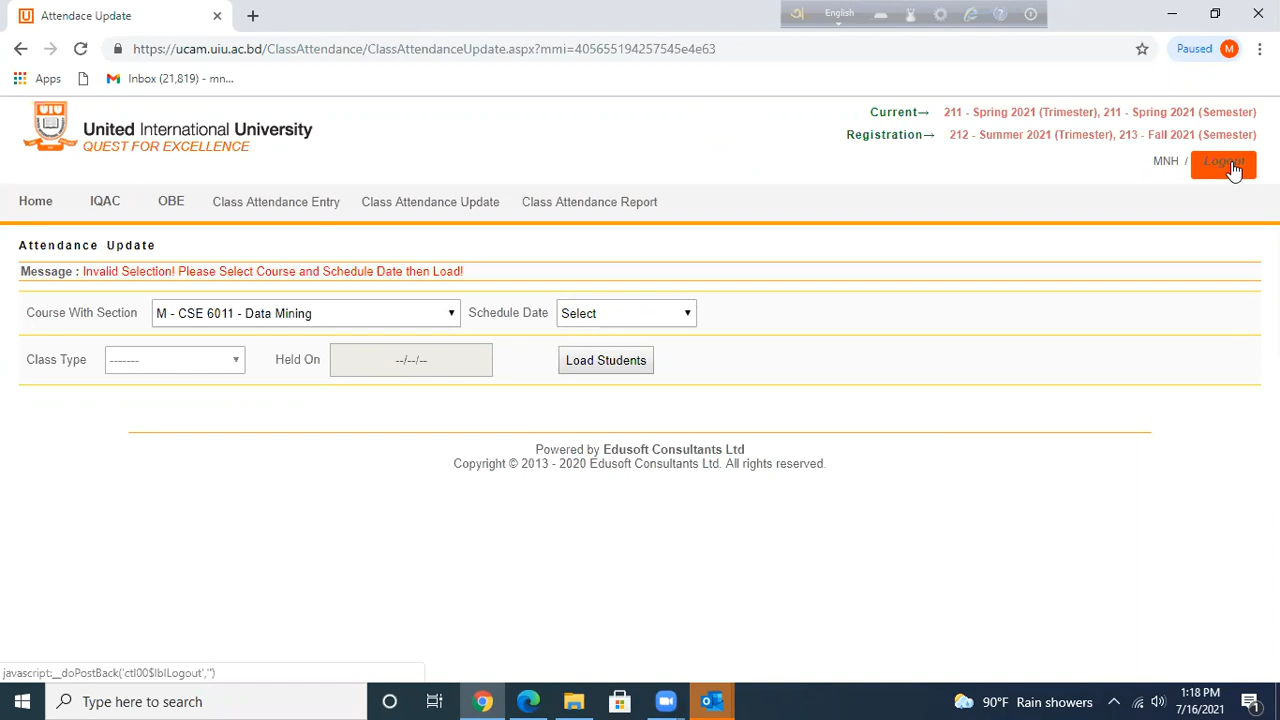 Attendace Update
English
https://ucam.uiu.ac.bd/ClassAttendance/ClassAttendanceUpdate.aspx?mmi=405655194257545e4e63
Paused M
Apps
Inbox (21,819) - mn...
United International University
QUEST FOR EXCELLENCE
Current→ 211 - Spring 2021 (Trimester), 211 - Spring 2021 (Semester)
Registration→ 212 - Summer 2021 (Trimester), 213 - Fall 2021 (Semester)
MNH / Logout
Home IQAC OBE Class Attendance Entry Class Attendance Update Class Attendance Report
Attendance Update
Message : Invalid Selection! Please Select Course and Schedule Date then Load!
Course With Section M - CSE 6011 - Data Mining Schedule Date Select
Class Type ------- Held On --/--/-- Load Students
Powered by Edusoft Consultants Ltd
Copyright © 2013 - 2020 Edusoft Consultants Ltd. All rights reserved.
javascript:__doPostBack('ctl00$lblLogout','')
Type here to search
90°F Rain showers
1:18 PM
7/16/2021
1